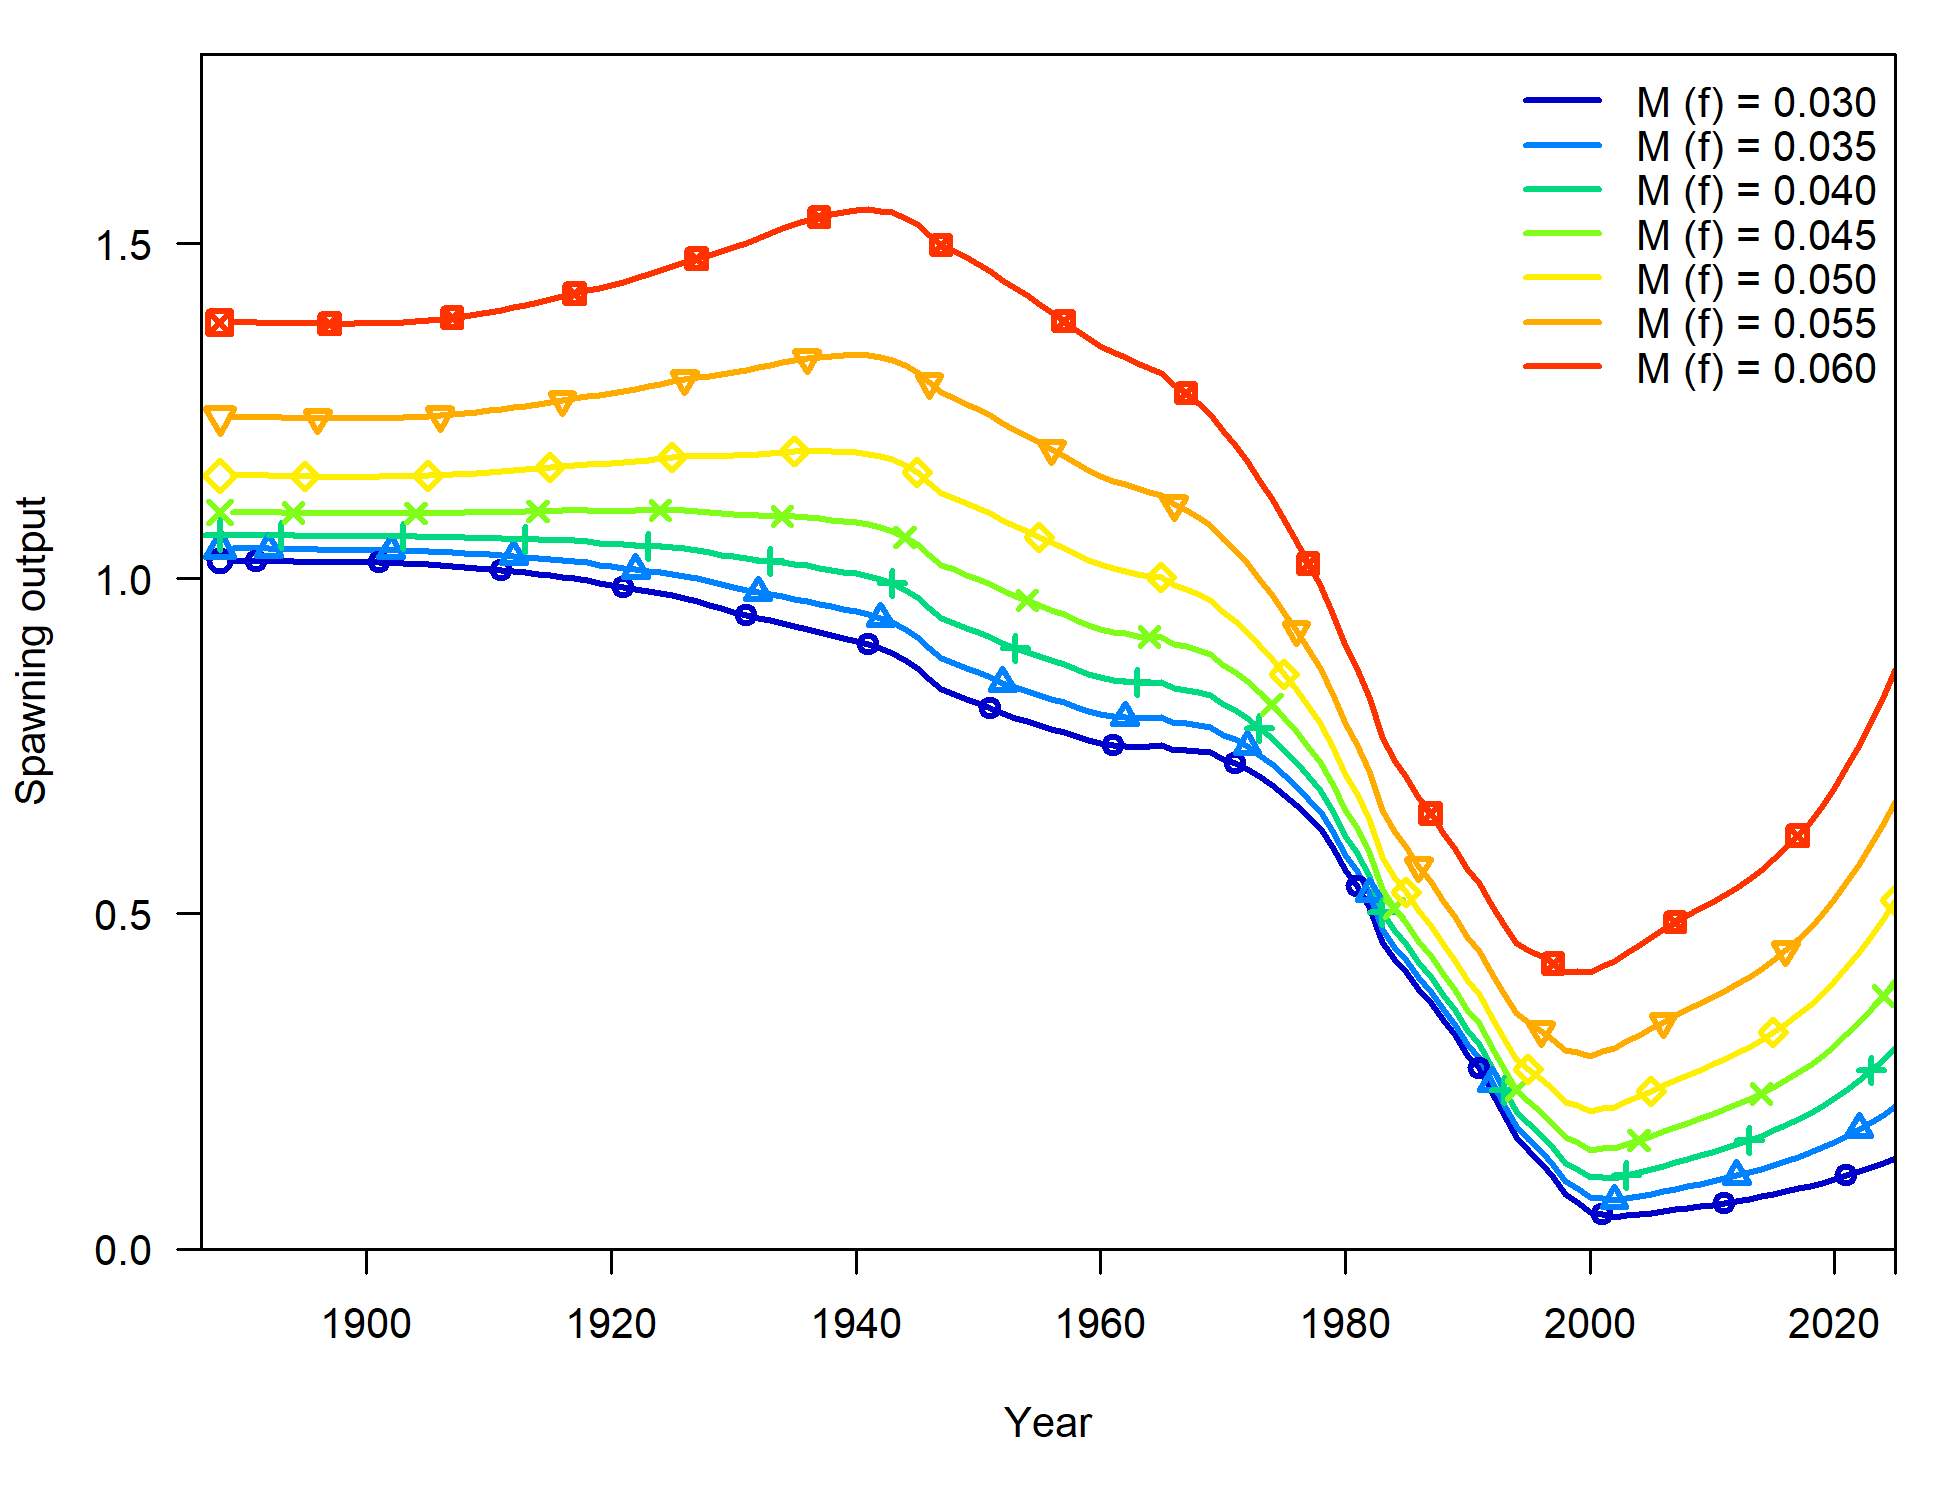 M (f) = 0.030
M (f) = 0.035
M (f) = 0.040
M (f) = 0.045
M (f) = 0.050
M (f) = 0.055
M (f) = 0.060
Spawning output
1.5
1.0
0.5
0.0
1900 1920 1940 1960 1980 2000 2020
Year